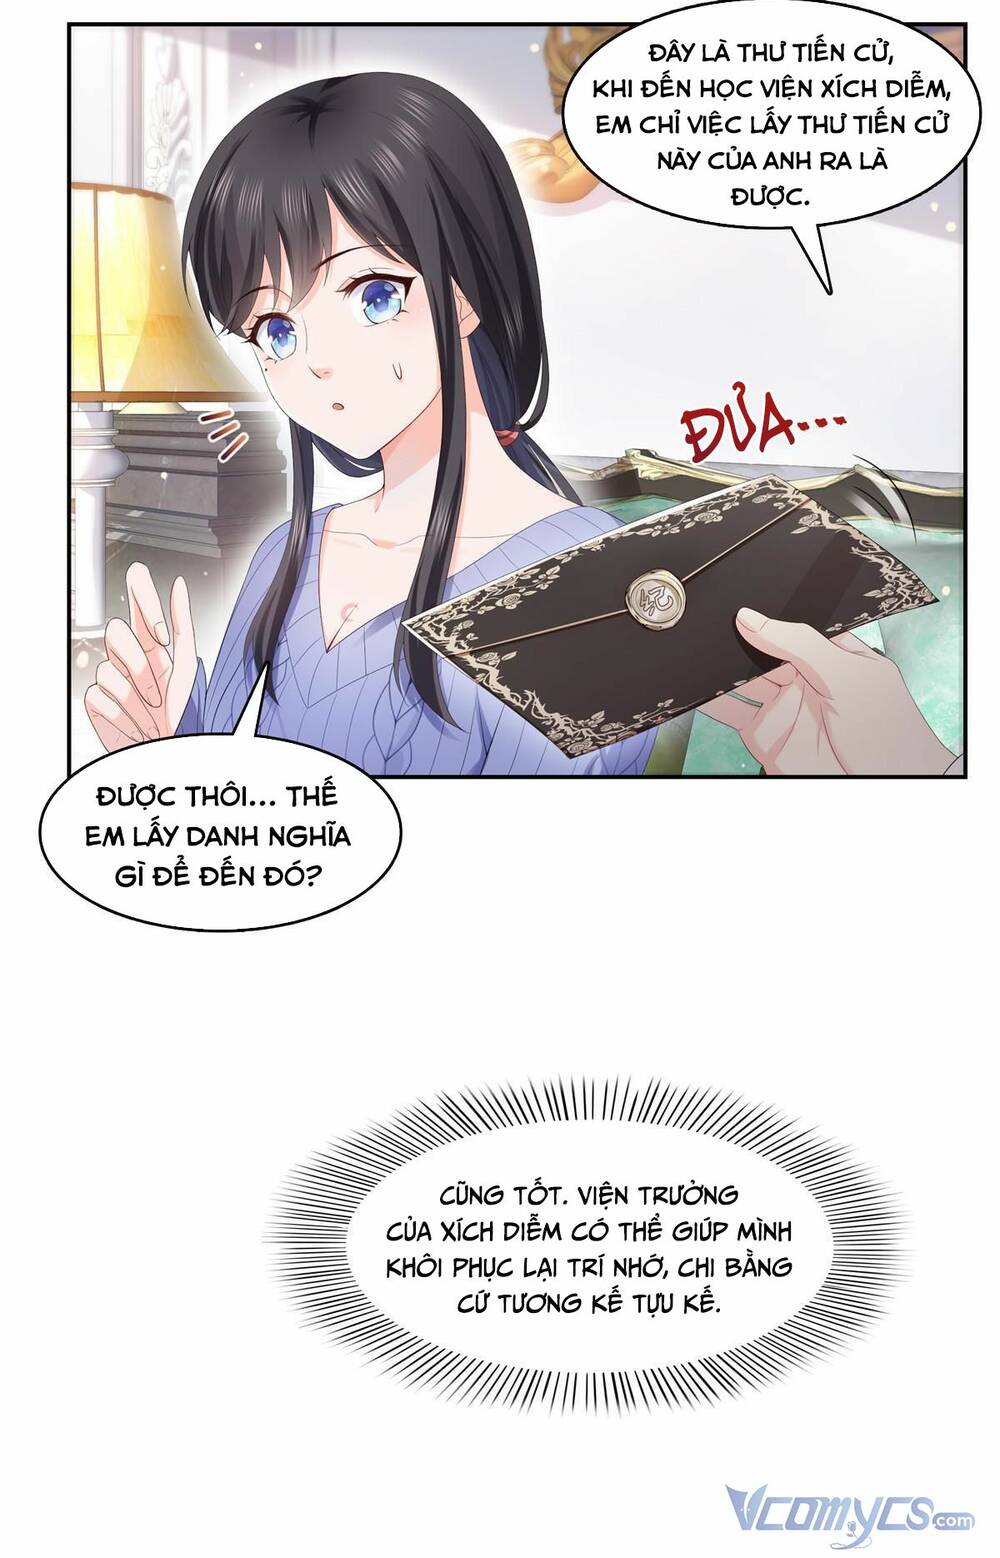 ĐÂY LÀ THƯ TIẾN CỬ,
KHI ĐẾN HỌC VIỆN XÍCH DIỄM,
EM CHỈ VIỆC LẤY THƯ TIẾN CỬ
NÀY CỦA ANH RA LÀ
ĐƯỢC.
ĐƯA...
纪
ĐƯỢC THÔI... THẾ
EM LẤY DANH NGHĨA
GÌ ĐỂ ĐẾN ĐÓ?
CŨNG TỐT. VIỆN TRƯỞNG
CỦA XÍCH DIỄM CÓ THỂ GIÚP MÌNH
KHÔI PHỤC LẠI TRÍ NHỚ, CHI BẰNG
CỨ TƯƠNG KẾ TỰU KẾ.
VCOMYCS.com